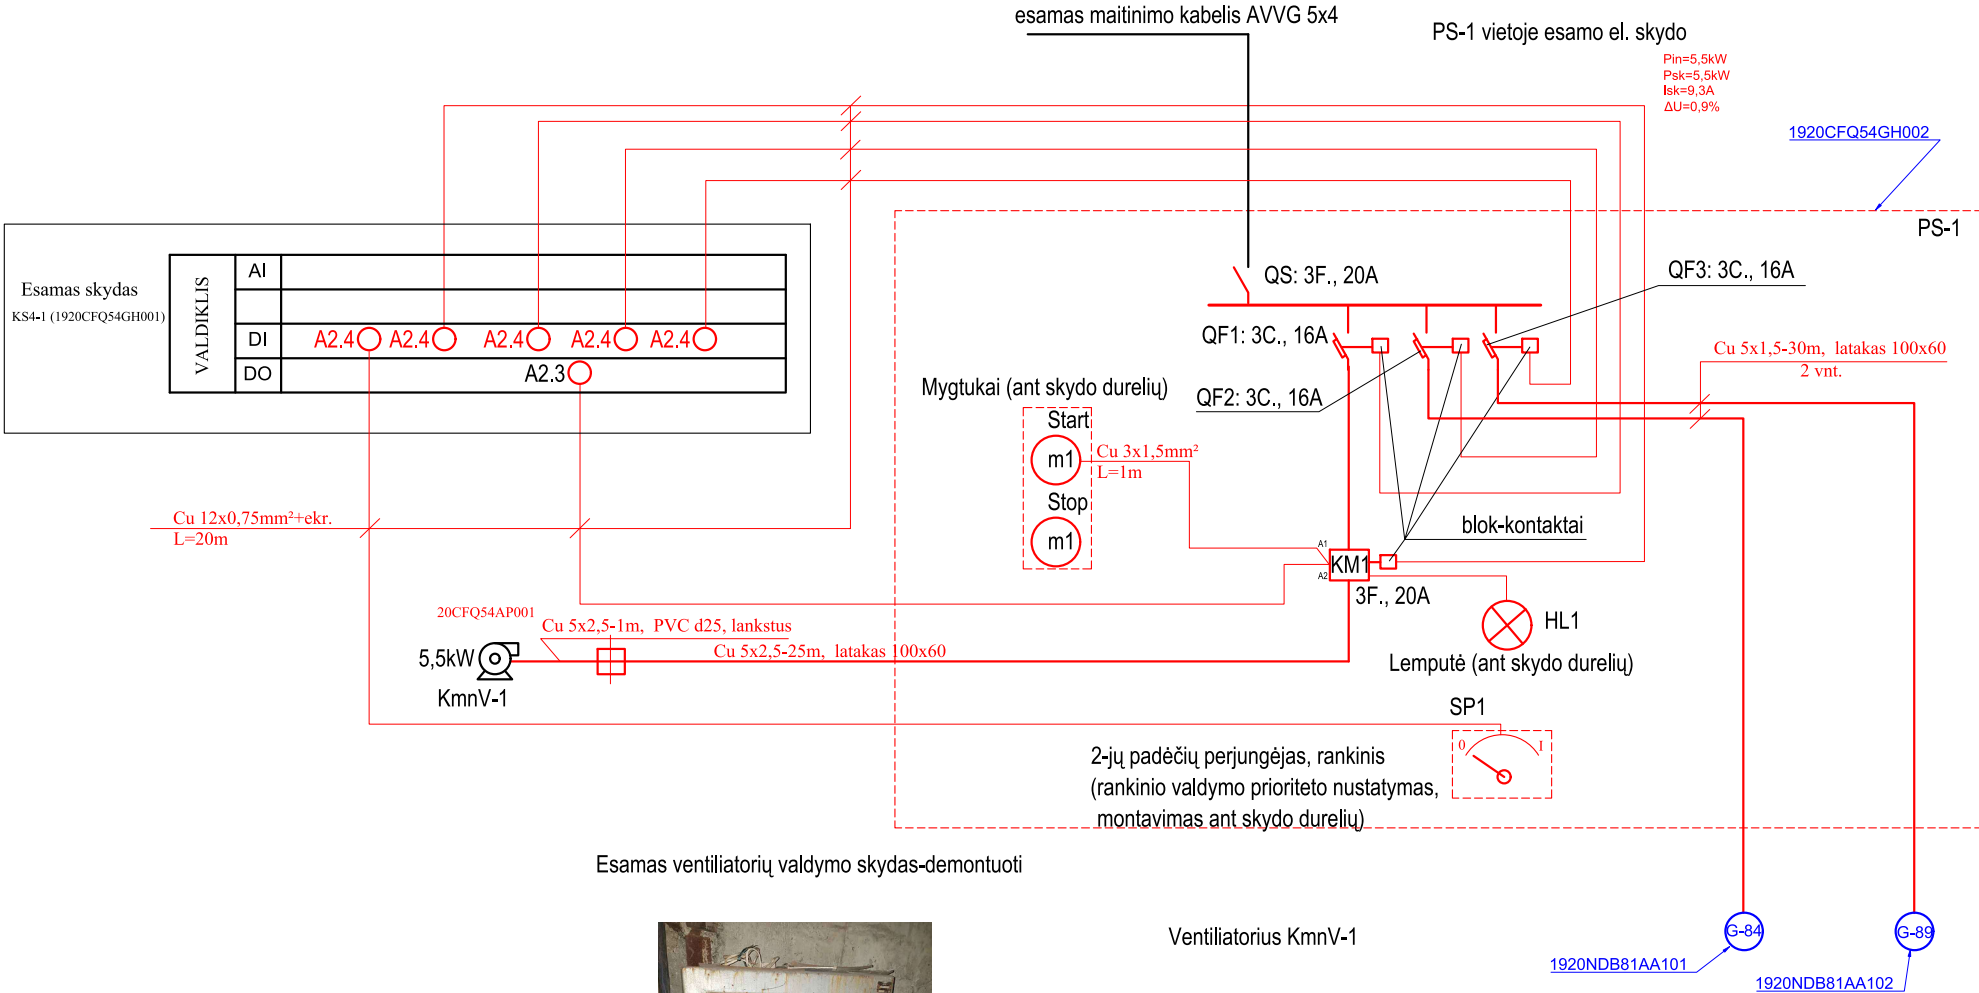 esamas maitinimo kabelis AVVG 5x4
PS-1 vietoje esamo el. skydo
Pin=5,5kW
Psk=5,5kW
Isk=9,3A
ΔU=0,9%
1920CFQ54GH002
PS-1
Esamas skydas
KS4-1 (1920CFQ54GH001)
VALDIKLIS
AI
DI
DO
A2.4
A2.4
A2.4
A2.4
A2.4
A2.3
QS: 3F., 20A
QF3: 3C., 16A
QF1: 3C., 16A
QF2: 3C., 16A
Cu 5x1,5-30m, latakas 100x60
2 vnt.
Mygtukai (ant skydo durelių)
Start
m1
Cu 3x1,5mm²
L=1m
Stop
m1
blok-kontaktai
Cu 12x0,75mm²+ekr.
L=20m
A1
A2
KM1
3F., 20A
HL1
Lemputė (ant skydo durelių)
20CFQ54AP001
Cu 5x2,5-1m, PVC d25, lankstus
Cu 5x2,5-25m, latakas 100x60
5,5kW
KmnV-1
SP1
0
I
2-jų padėčių perjungėjas, rankinis
(rankinio valdymo prioriteto nustatymas,
montavimas ant skydo durelių)
Esamas ventiliatorių valdymo skydas-demontuoti
Ventiliatorius KmnV-1
G-84
G-89
1920NDB81AA101
1920NDB81AA102